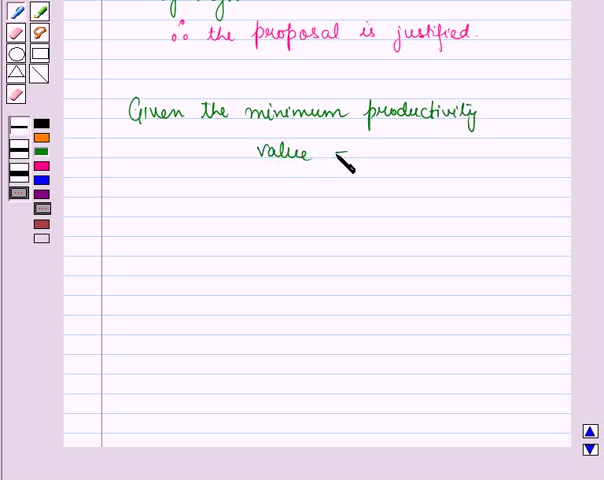 ∴ the proposal is justified.
Given the minimum productivity
value =